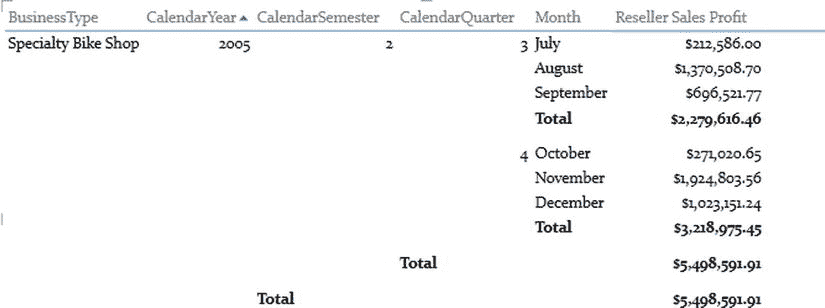 BusinessType CalendarYear CalendarSemester CalendarQuarter Month Reseller Sales Profit
Specialty Bike Shop 2005 2 3 July $212,586.00
August $1,370,508.70
September $696,521.77
Total $2,279,616.46
4 October $271,020.65
November $1,924,803.56
December $1,023,151.24
Total $3,218,975.45
Total $5,498,591.91
Total $5,498,591.91